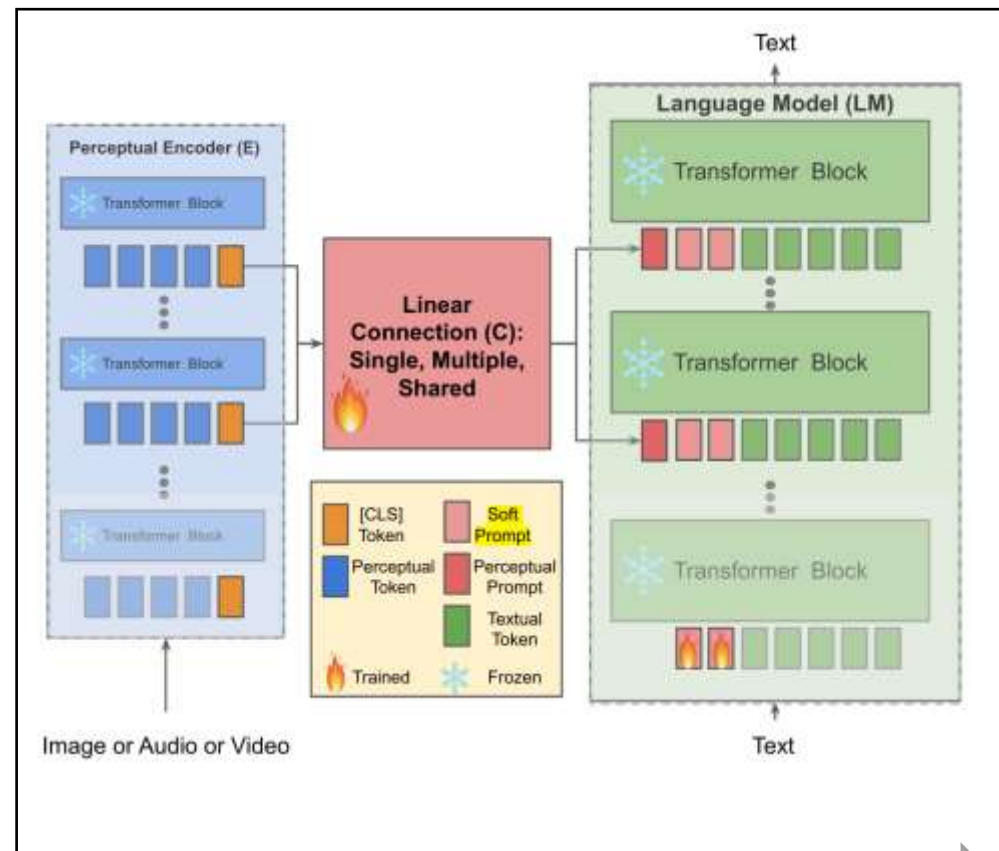 Text
Language Model (LM)
Perceptual Encoder (E)
Transformer Block
Transformer Block
Linear
Connection (C):
Single, Multiple,
Shared
Transformer Block
Transformer Block
[CLS]
Token
Soft
Prompt
Perceptual
Token
Perceptual
Prompt
Textual
Token
Trained
Frozen
Transformer Block
Transformer Block
Image or Audio or Video
Text